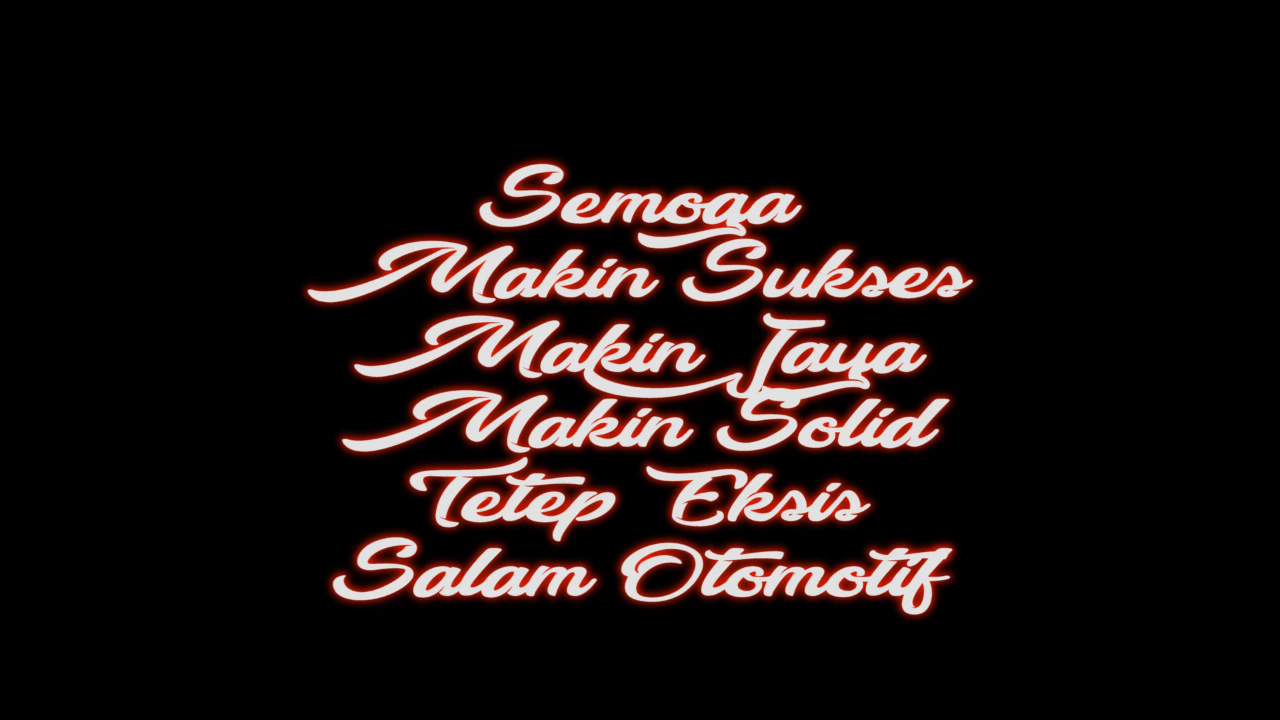 Semoga
Makin Sukses
Makin Jaya
Makin Solid
Tetep Eksis
Salam Otomotif